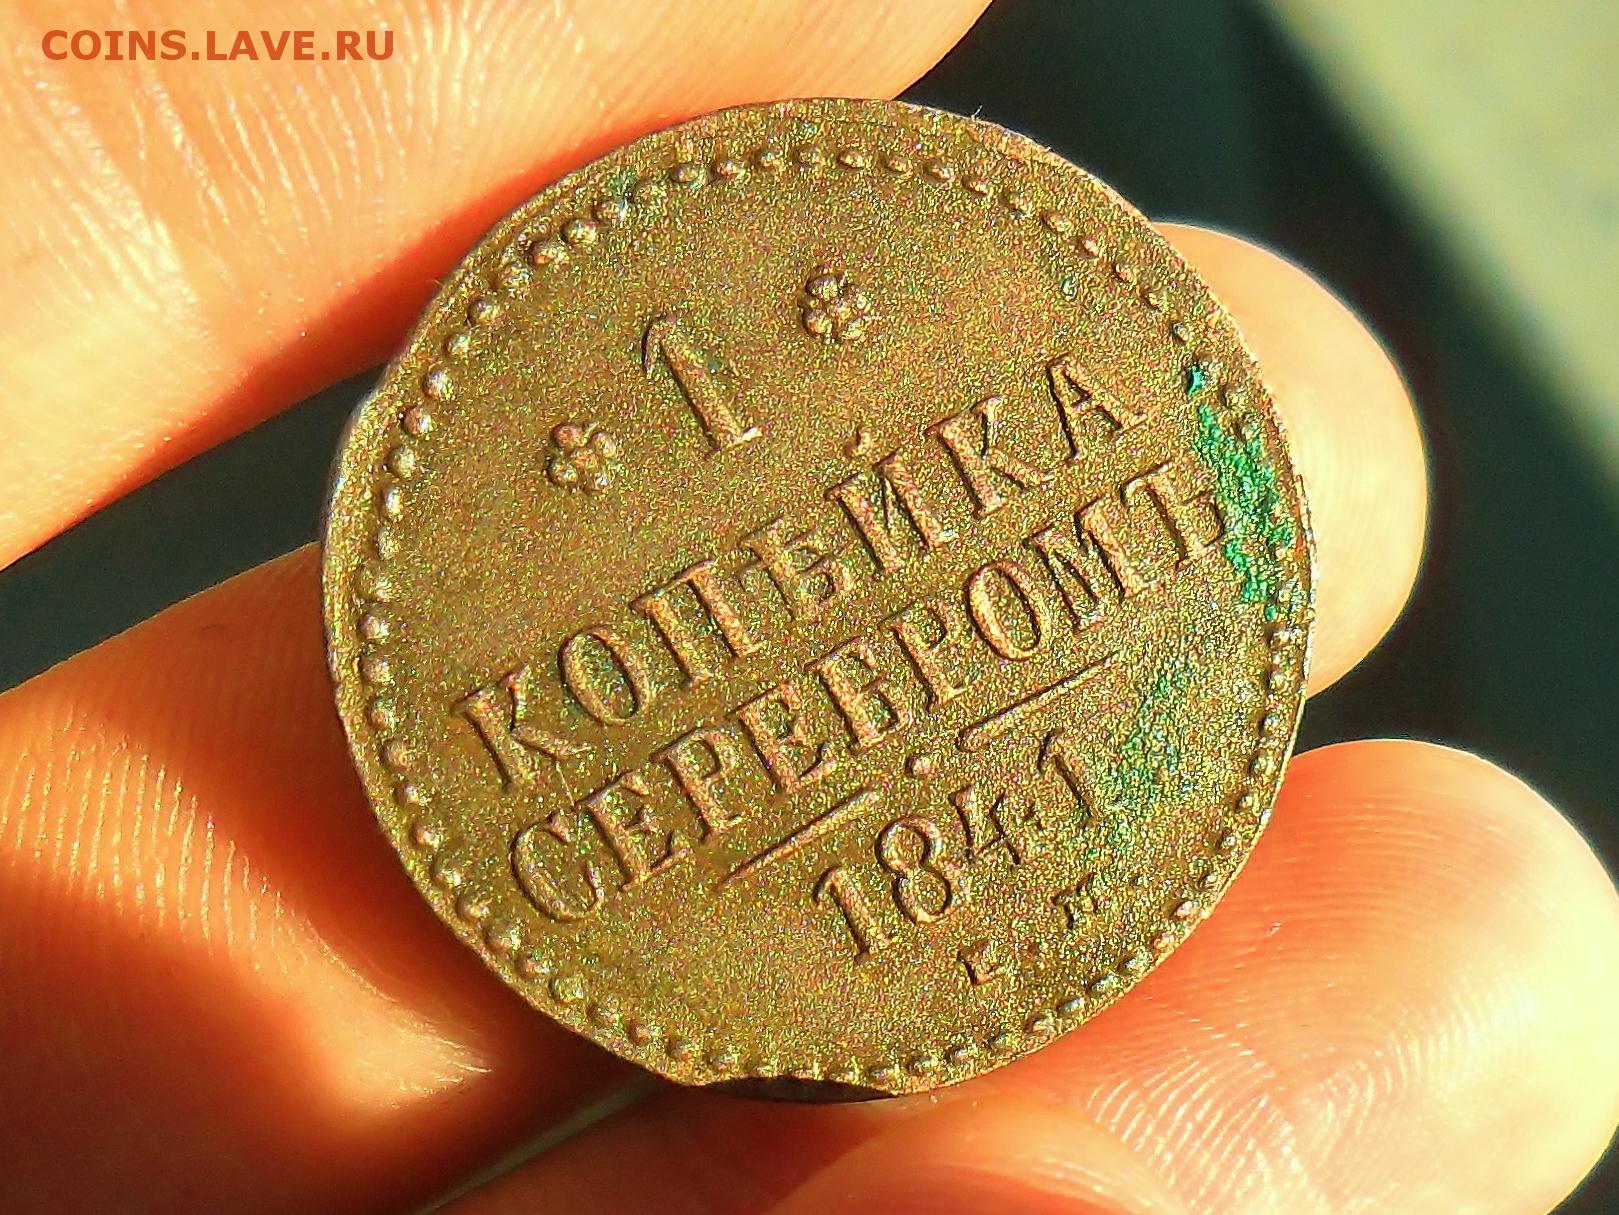 COINS.LAVE.RU
1
КОПѢЙКА
СЕРЕБРОМЪ
1841
Е М